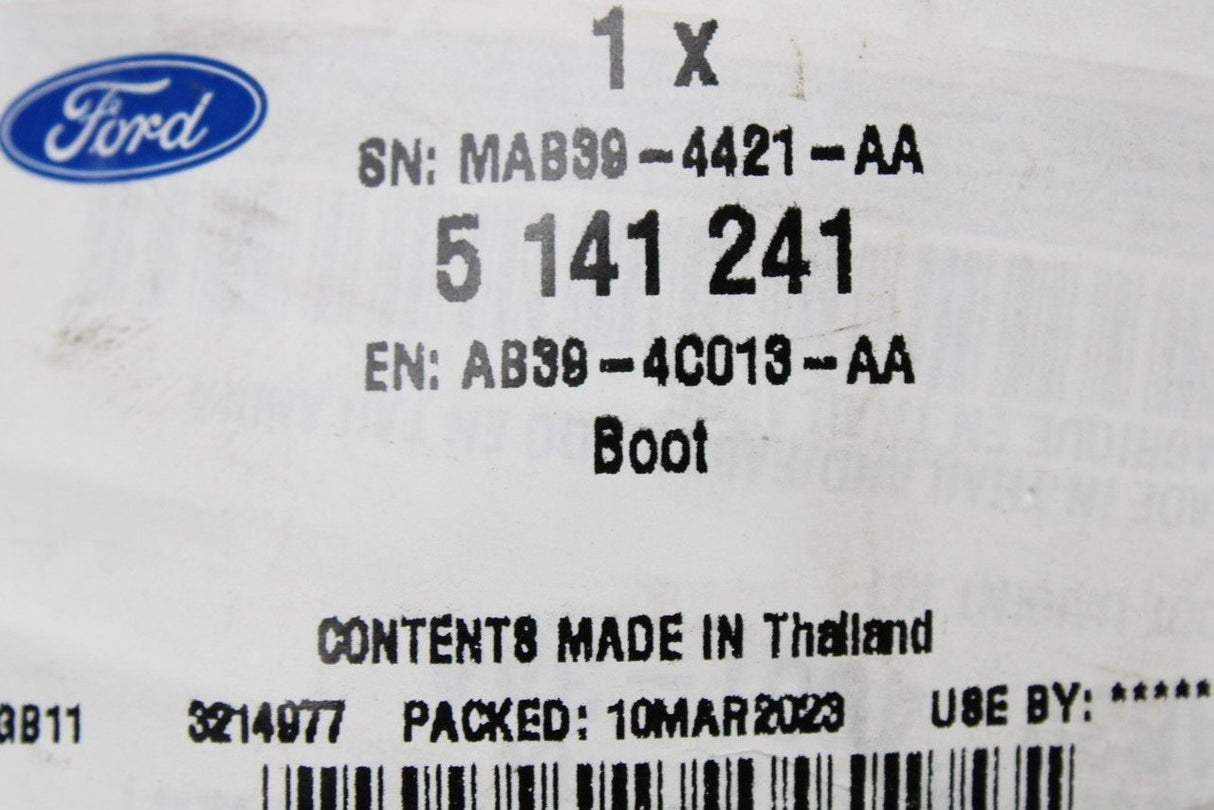 1 x
Ford
SN: MAB39-4421-AA
5 141 241
EN: AB39-4C013-AA
Boot
CONTENTS MADE IN Thailand
GB11 3214977 PACKED: 10MAR2023 USE BY: *****